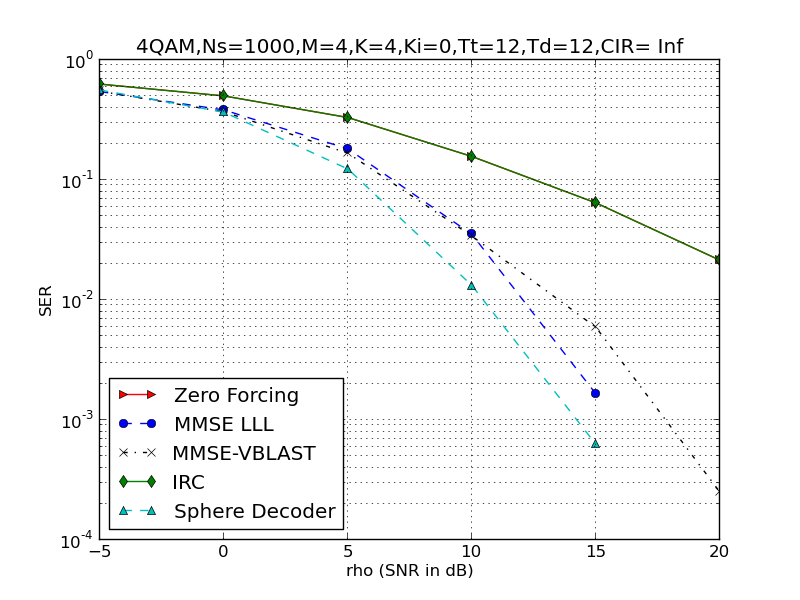 4QAM,Ns=1000,M=4,K=4,Ki=0,Tt=12,Td=12,CIR= Inf
10^0
10^-1
10^-2
10^-3
10^-4
SER
Zero Forcing
MMSE LLL
MMSE-VBLAST
IRC
Sphere Decoder
−5 0 5 10 15 20
rho (SNR in dB)